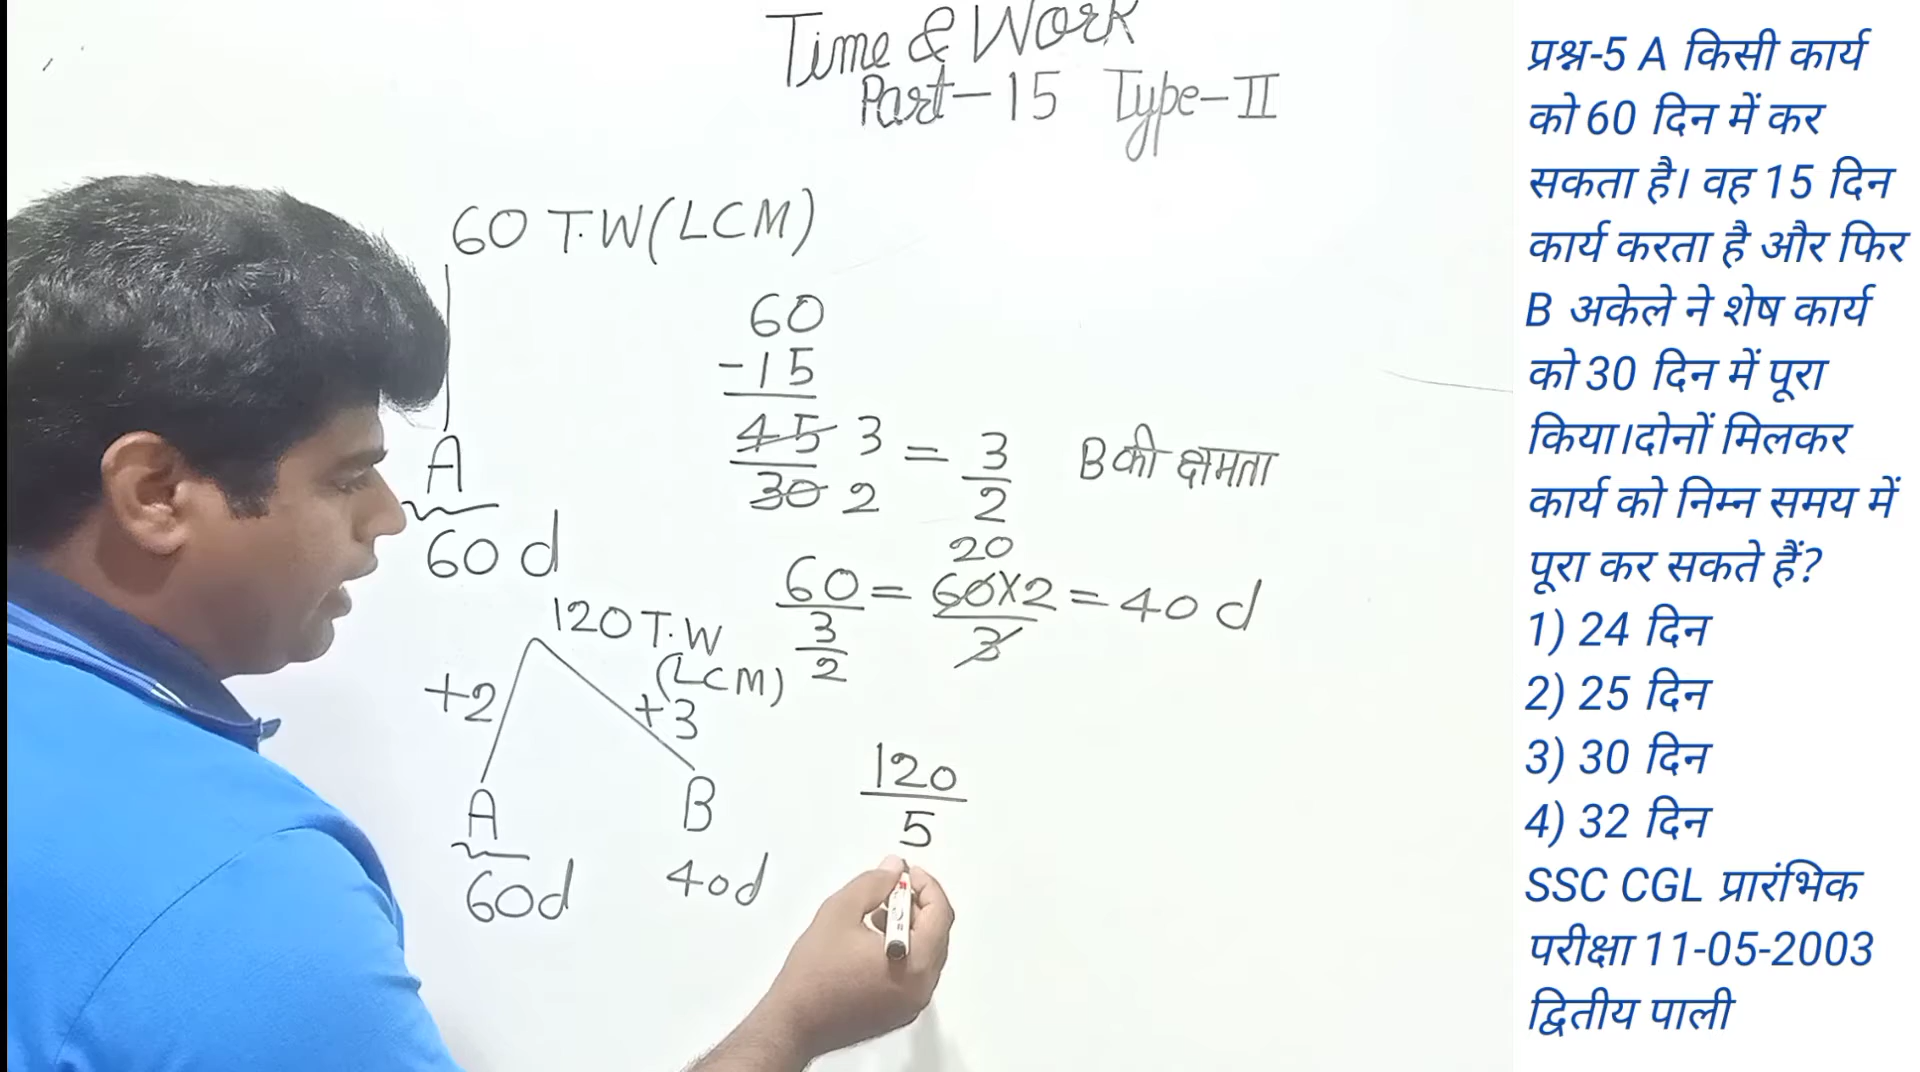 Time & Work
Part-15 Type-II
60 T.W(LCM)
A
60 d
60
-15
45 3
30 2
= 3/2 B की क्षमता
20
60 / 3/2 = 60×2 / 3 = 40 d
120 T.W
(LCM)
+2
+3
A
60d
B
40d
120
5
प्रश्न-5 A किसी कार्य
को 60 दिन में कर
सकता है। वह 15 दिन
कार्य करता है और फिर
B अकेले ने शेष कार्य
को 30 दिन में पूरा
किया।दोनों मिलकर
कार्य को निम्न समय में
पूरा कर सकते हैं?
1) 24 दिन
2) 25 दिन
3) 30 दिन
4) 32 दिन
SSC CGL प्रारंभिक
परीक्षा 11-05-2003
द्वितीय पाली